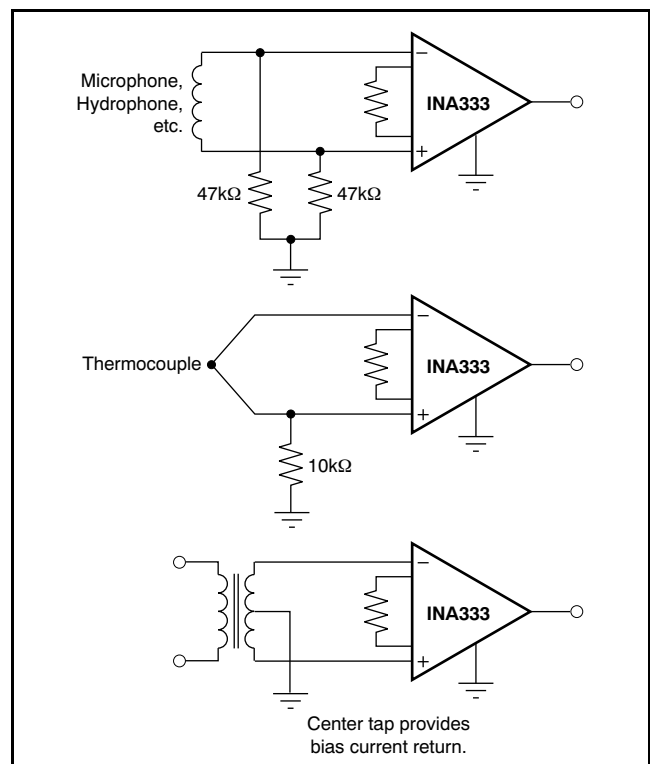 Microphone,
Hydrophone,
etc.
−
INA333
+
47kΩ
47kΩ
Thermocouple
−
INA333
+
10kΩ
−
INA333
+
Center tap provides
bias current return.